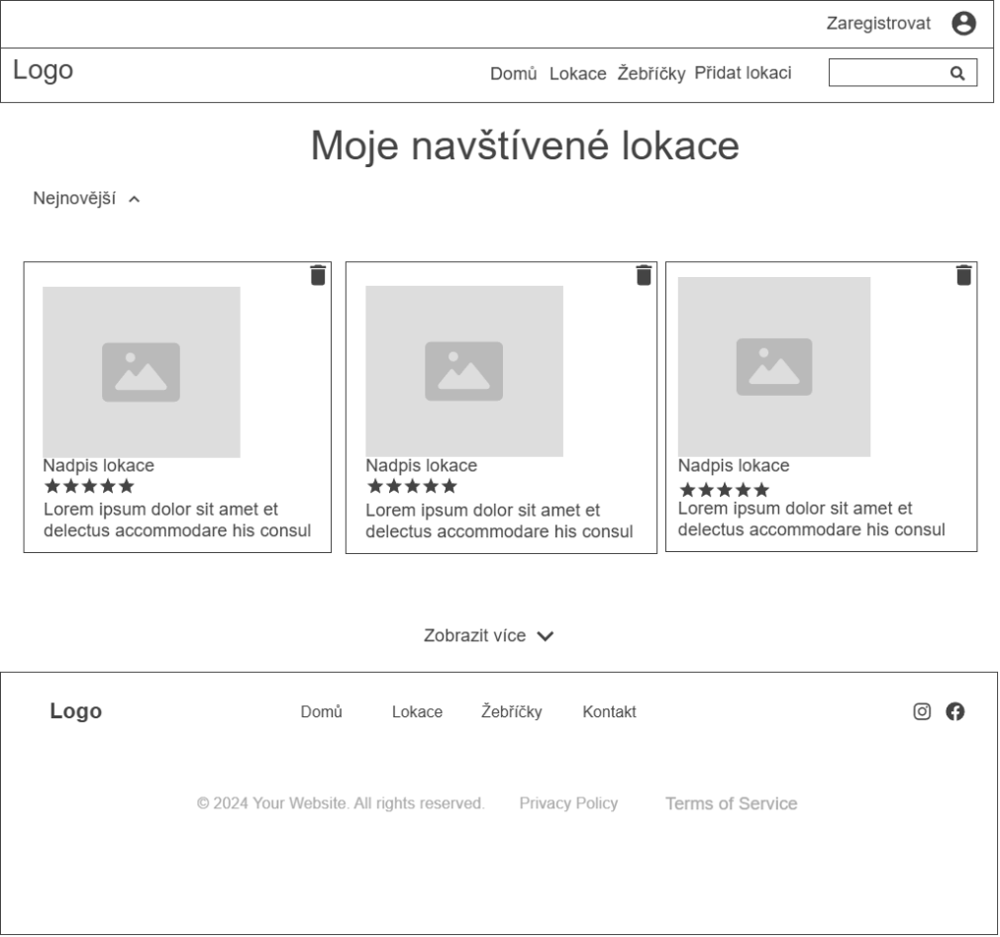 Zaregistrovat
Logo
Domů Lokace Žebříčky Přidat lokaci
Moje navštívené lokace
Nejnovější
Nadpis lokace
Lorem ipsum dolor sit amet et
delectus accommodare his consul
Nadpis lokace
Lorem ipsum dolor sit amet et
delectus accommodare his consul
Nadpis lokace
Lorem ipsum dolor sit amet et
delectus accommodare his consul
Zobrazit více
Logo
Domů Lokace Žebříčky Kontakt
© 2024 Your Website. All rights reserved. Privacy Policy Terms of Service